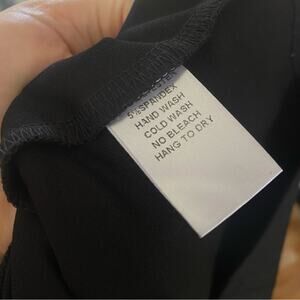 5%SPANDEX
HAND WASH
COLD WASH
NO BLEACH
HANG TO DRY